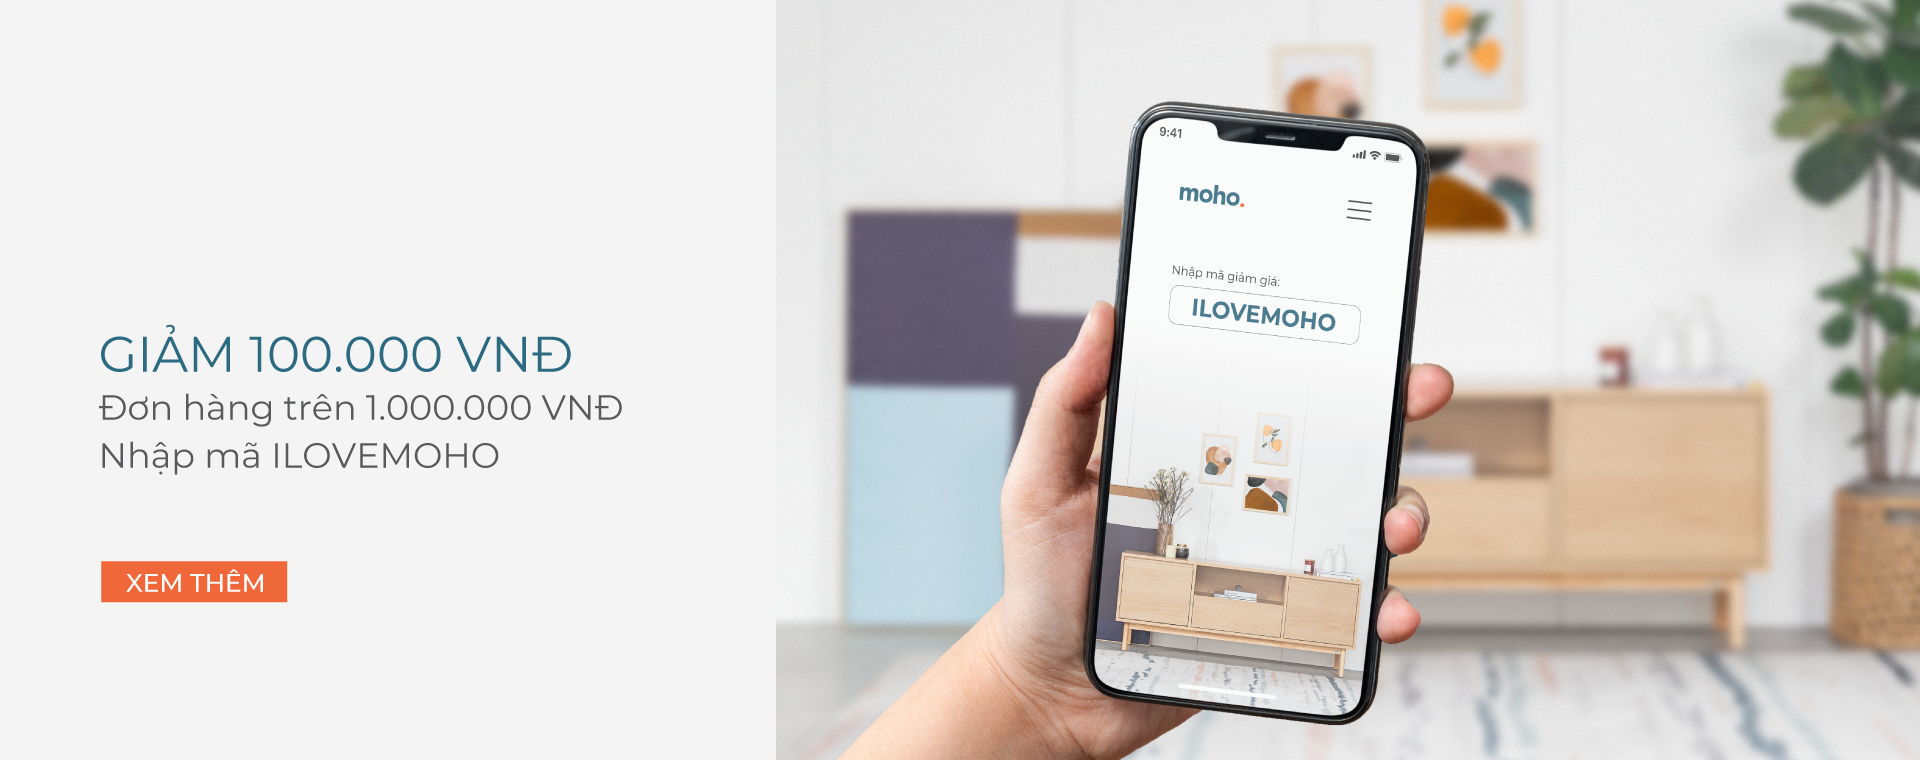 GIẢM 100.000 VNĐ
Đơn hàng trên 1.000.000 VNĐ
Nhập mã ILOVEMOHO
XEM THÊM
9:41
moho.
Nhập mã giảm giá:
ILOVEMOHO